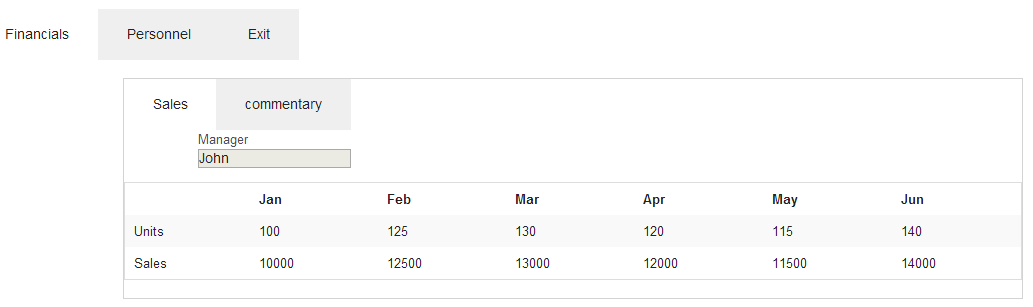 Financials Personnel Exit
Sales commentary
Manager
John
Jan Feb Mar Apr May Jun
Units 100 125 130 120 115 140
Sales 10000 12500 13000 12000 11500 14000